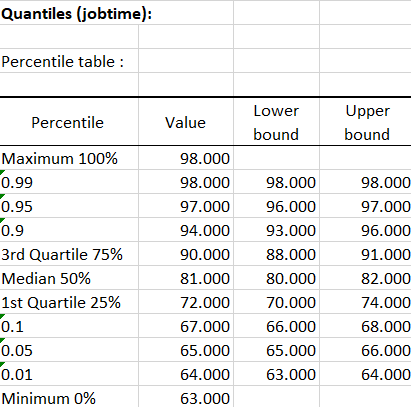 Quantiles (jobtime):
Percentile table :
Percentile Value Lower bound Upper bound
Maximum 100% 98.000
0.99 98.000 98.000 98.000
0.95 97.000 96.000 97.000
0.9 94.000 93.000 96.000
3rd Quartile 75% 90.000 88.000 91.000
Median 50% 81.000 80.000 82.000
1st Quartile 25% 72.000 70.000 74.000
0.1 67.000 66.000 68.000
0.05 65.000 65.000 66.000
0.01 64.000 63.000 64.000
Minimum 0% 63.000